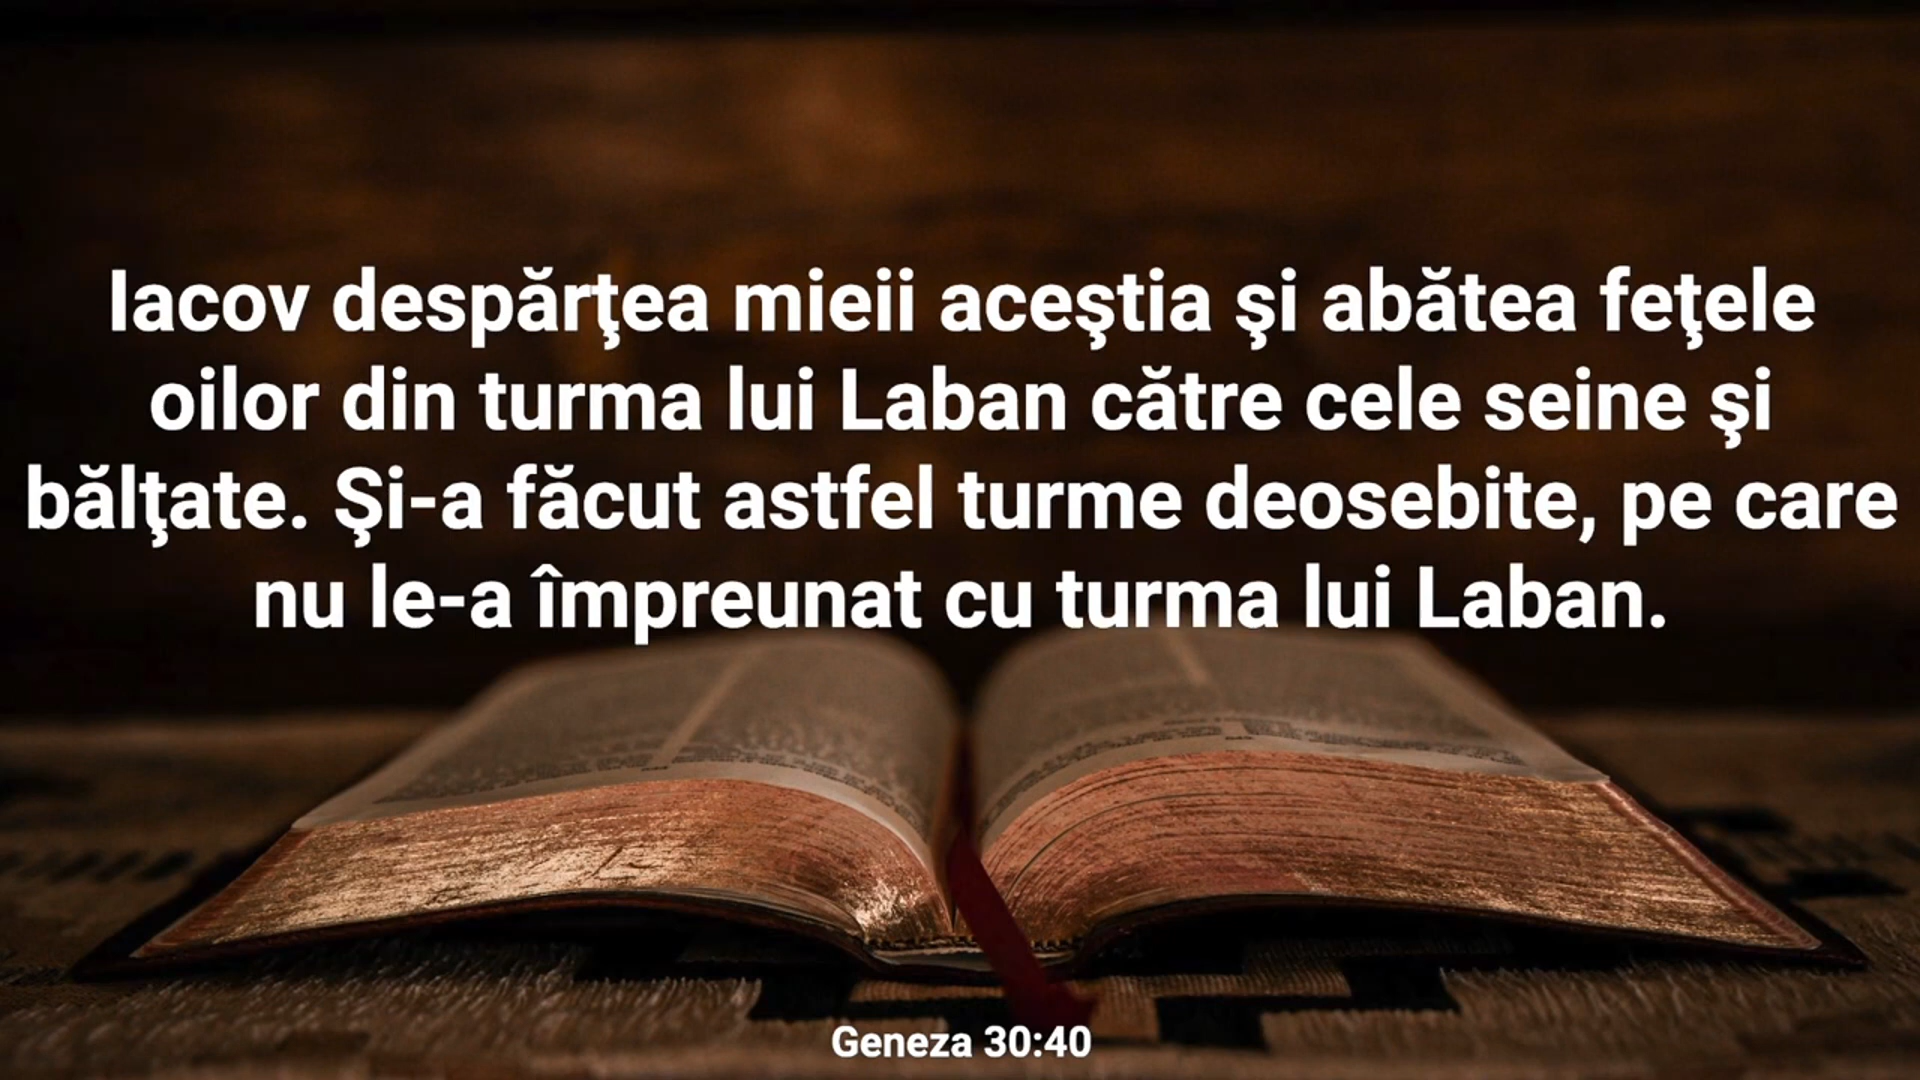 Iacov despărţea mieii aceştia şi abătea feţele
oilor din turma lui Laban către cele seine şi
bălţate. Şi-a făcut astfel turme deosebite, pe care
nu le-a împreunat cu turma lui Laban.
Geneza 30:40